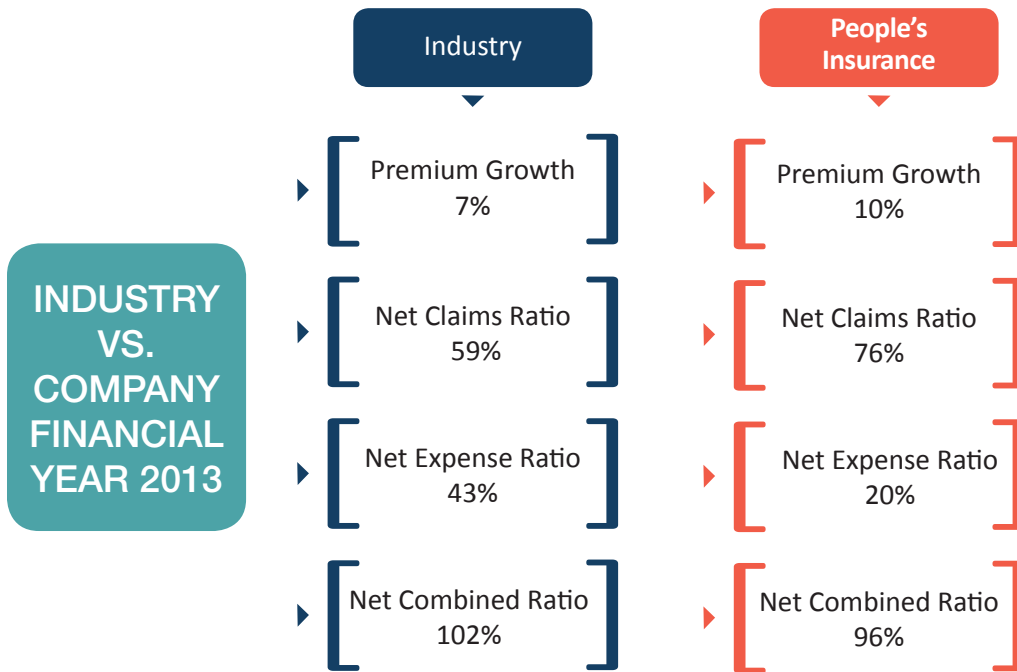 Industry
People’s
Insurance
INDUSTRY
VS.
COMPANY
FINANCIAL
YEAR 2013
Premium Growth
7%
Premium Growth
10%
Net Claims Ratio
59%
Net Claims Ratio
76%
Net Expense Ratio
43%
Net Expense Ratio
20%
Net Combined Ratio
102%
Net Combined Ratio
96%